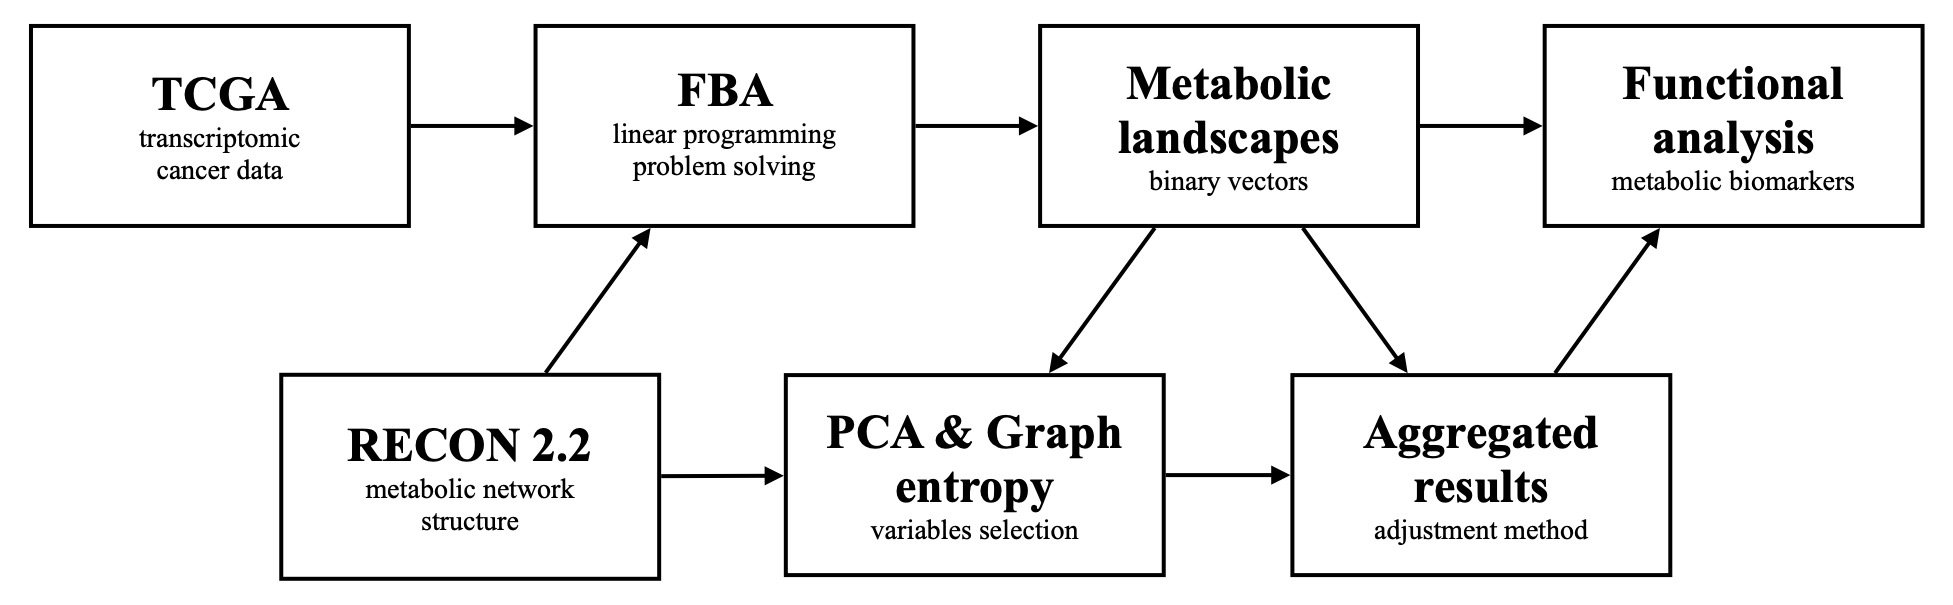 TCGA
transcriptomic
cancer data
FBA
linear programming
problem solving
Metabolic
landscapes
binary vectors
Functional
analysis
metabolic biomarkers
RECON 2.2
metabolic network
structure
PCA & Graph
entropy
variables selection
Aggregated
results
adjustment method